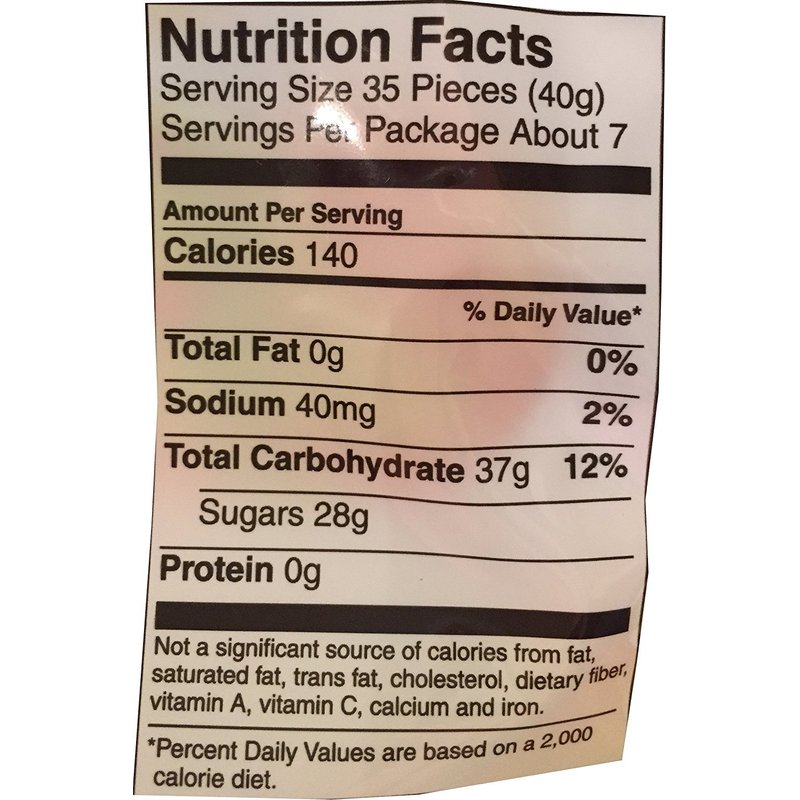 Nutrition Facts
Serving Size 35 Pieces (40g)
Servings Per Package About 7
Amount Per Serving
Calories 140
% Daily Value*
Total Fat 0g 0%
Sodium 40mg 2%
Total Carbohydrate 37g 12%
Sugars 28g
Protein 0g
Not a significant source of calories from fat,
saturated fat, trans fat, cholesterol, dietary fiber,
vitamin A, vitamin C, calcium and iron.
*Percent Daily Values are based on a 2,000
calorie diet.